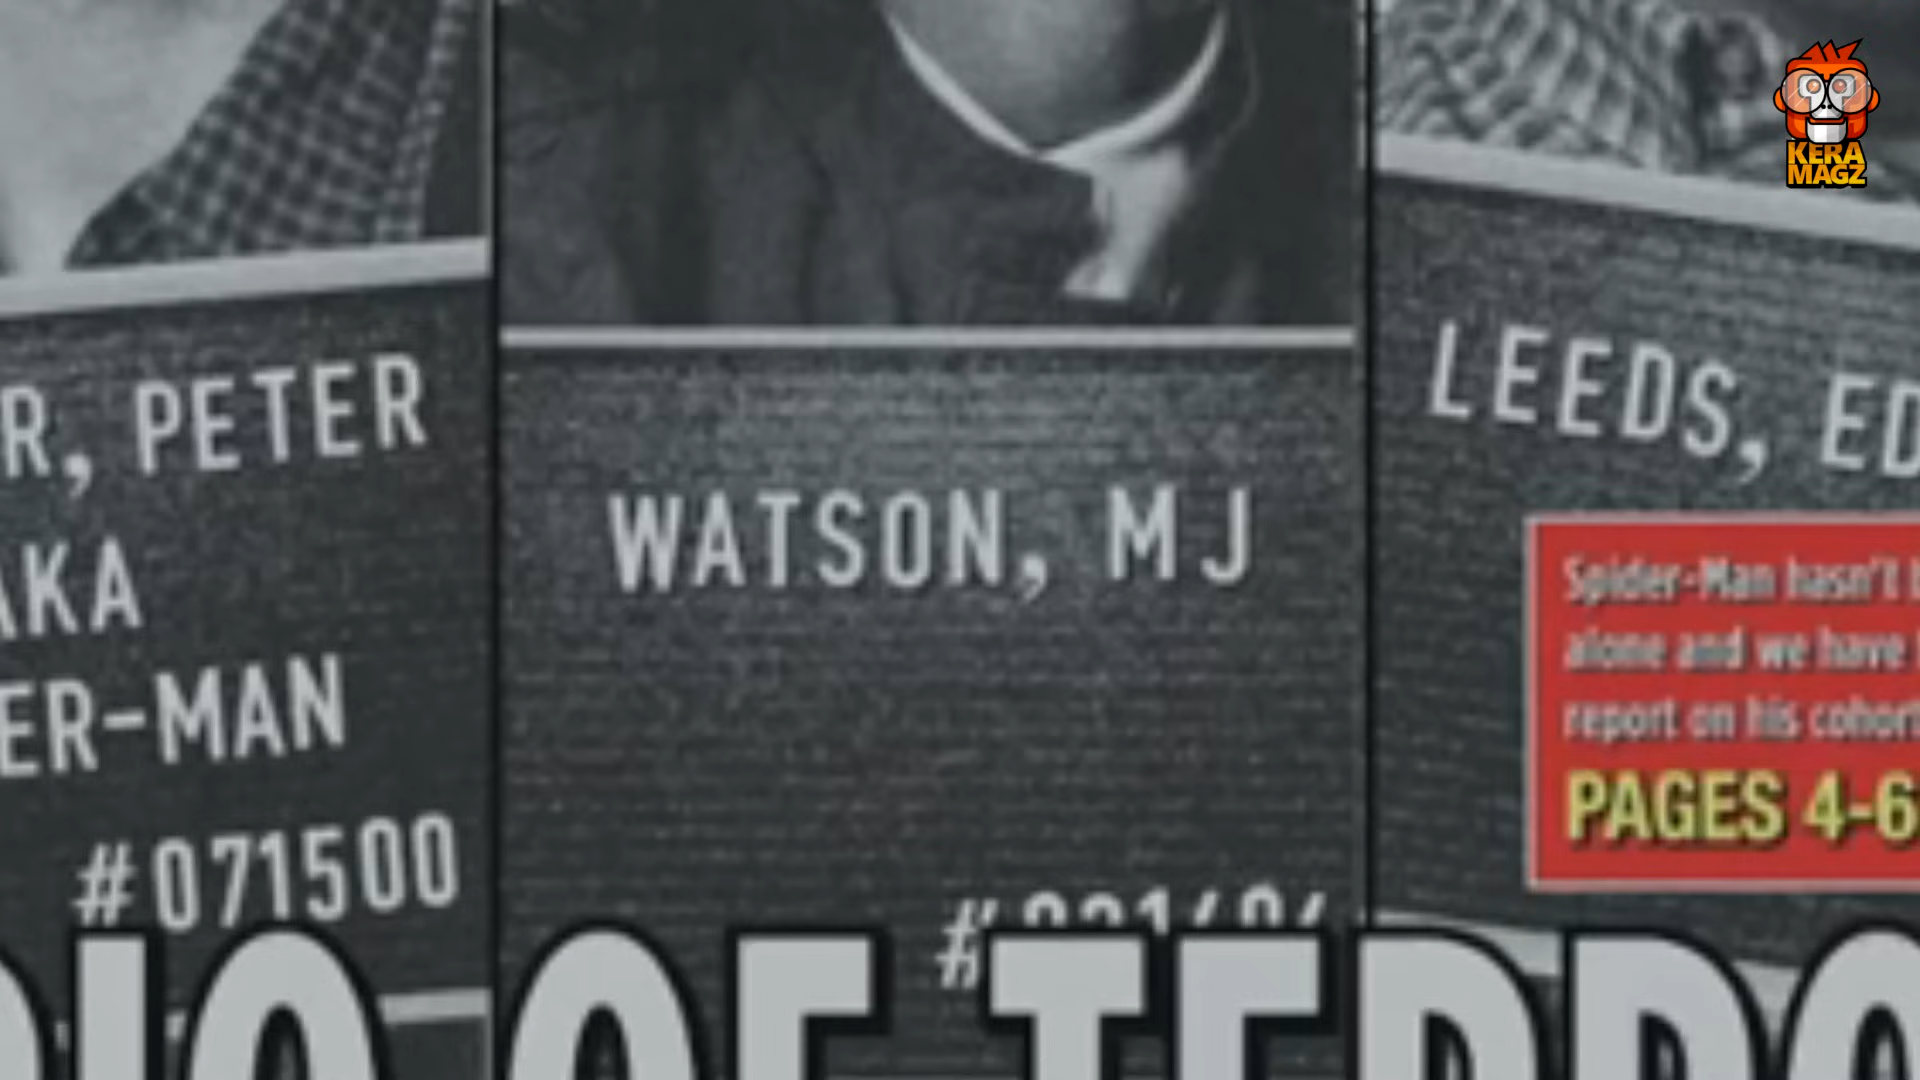 KERA
MAGZ
R, PETER
AKA
ER-MAN
#071500
WATSON, MJ
LEEDS, ED
Spider-Man hasn't b
alone and we have
report on his cohort
PAGES 4-6
OF TERRO